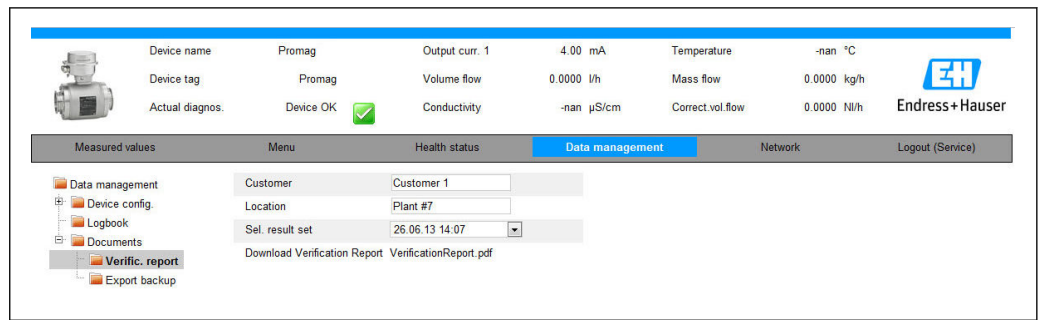 Device name Promag Output curr. 1 4.00 mA Temperature -nan °C
Device tag Promag Volume flow 0.0000 l/h Mass flow 0.0000 kg/h
Actual diagnos. Device OK Conductivity -nan µS/cm Correct.vol.flow 0.0000 Nl/h
EH
Endress+Hauser
Measured values Menu Health status Data management Network Logout (Service)
Data management
Device config.
Logbook
Documents
Verific. report
Export backup
Customer Customer 1
Location Plant #7
Sel. result set 26.06.13 14:07
Download Verification Report VerificationReport.pdf